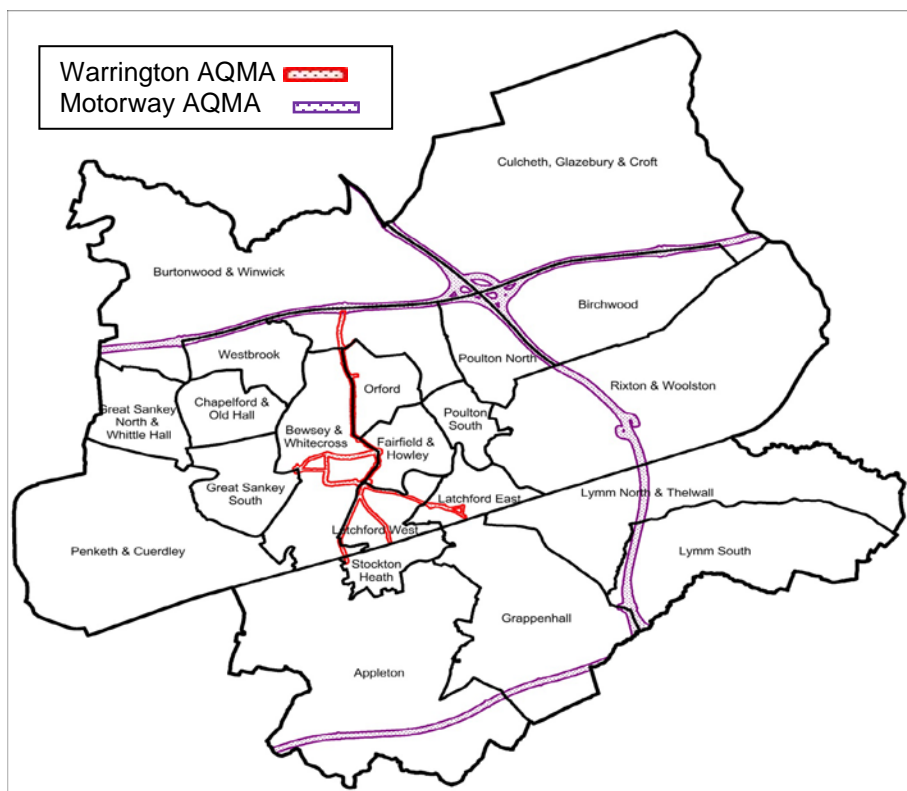 Warrington AQMA
Motorway AQMA
Culcheth, Glazebury & Croft
Burtonwood & Winwick
Birchwood
Westbrook
Poulton North
Orford
Rixton & Woolston
Chapelford &
Old Hall
Great Sankey
North &
Whittle Hall
Poulton
South
Bewsey &
Whitecross
Fairfield &
Howley
Great Sankey
South
Latchford East
Lymm North & Thelwall
Latchford West
Penketh & Cuerdley
Lymm South
Stockton
Heath
Grappenhall
Appleton